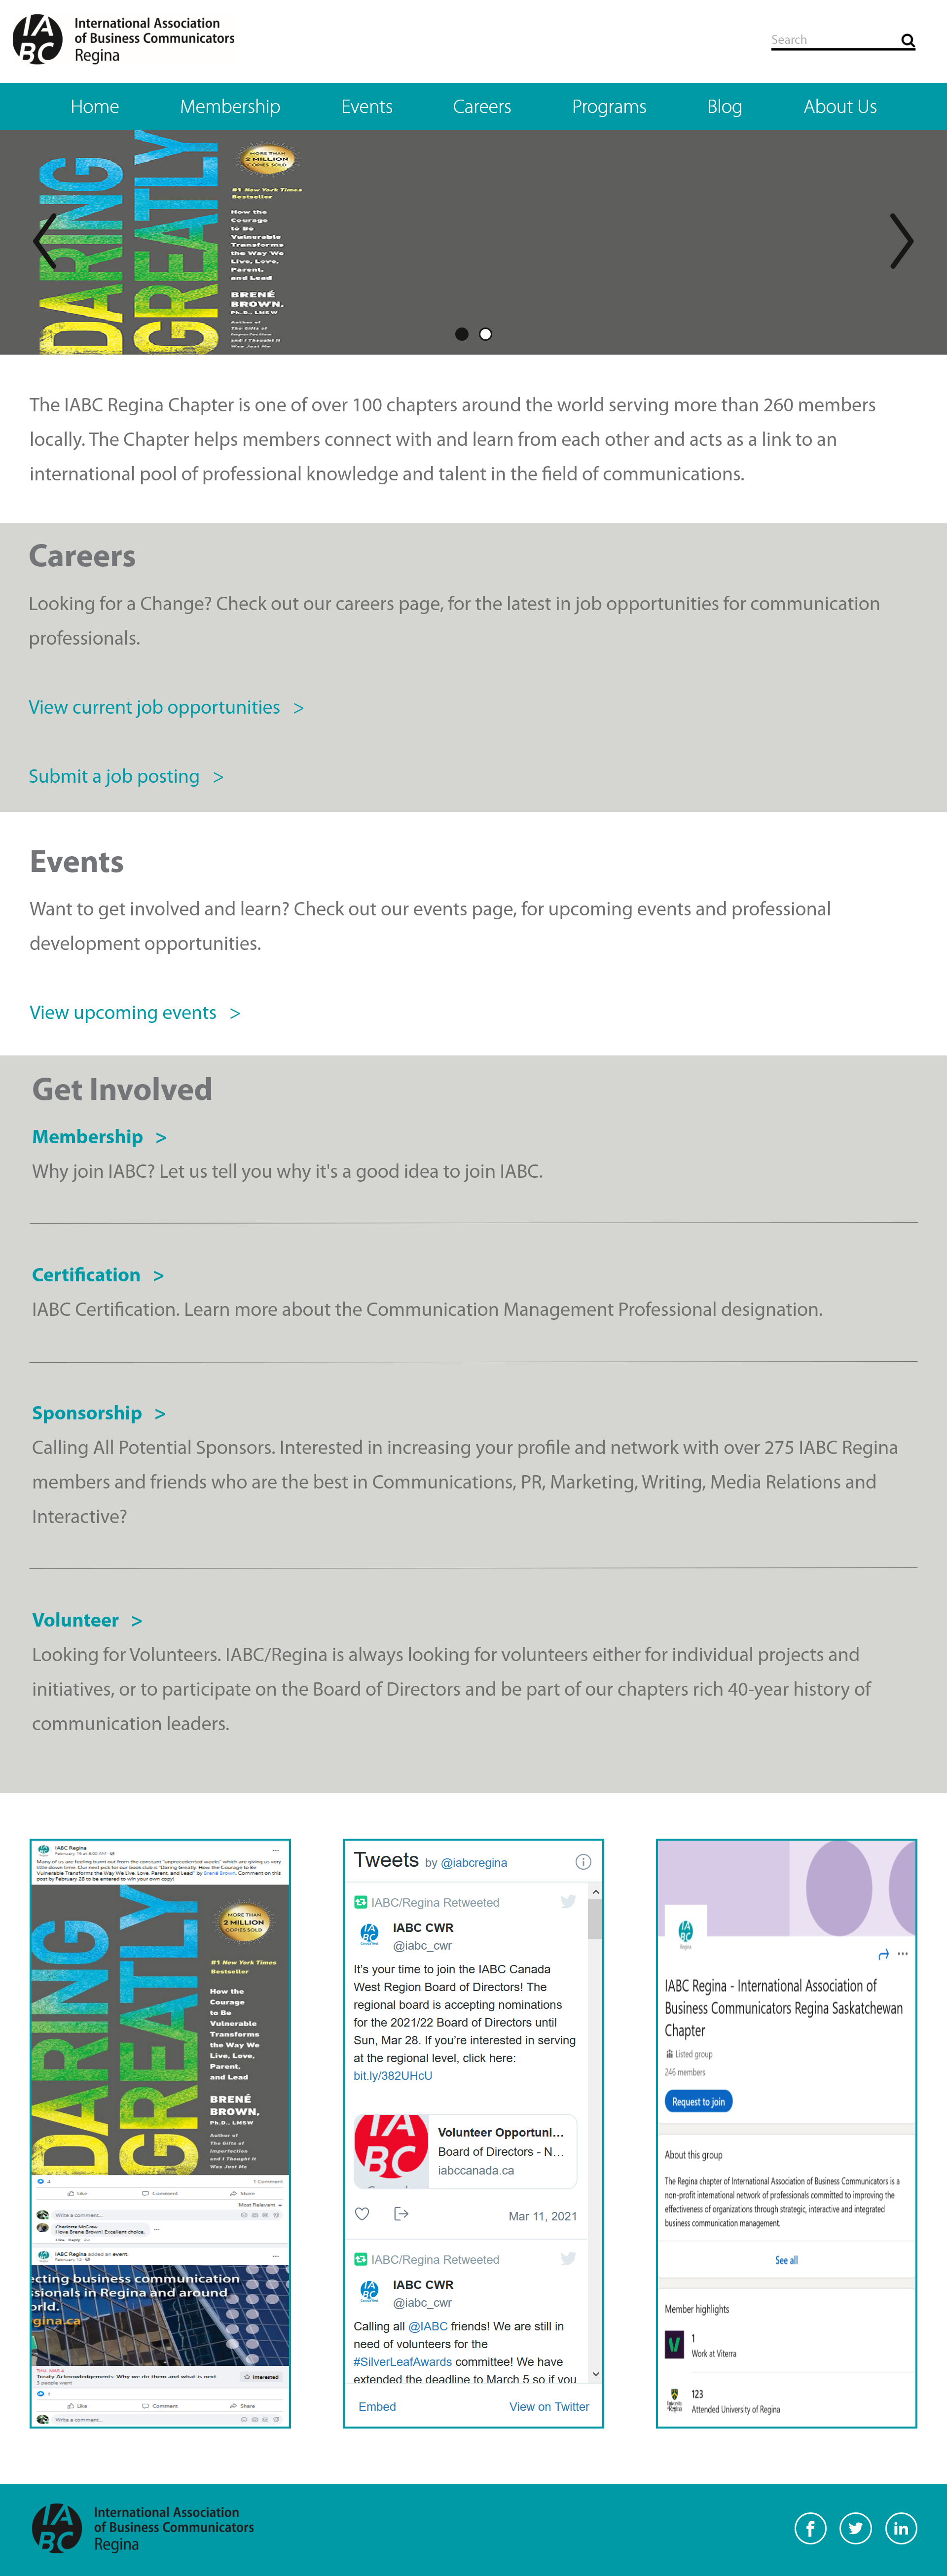 IABC
International Association
of Business Communicators
Regina
Search
Home Membership Events Careers Programs Blog About Us
DARING
GREATLY
MORE THAN
2 MILLION
COPIES SOLD
#1 New York Times
Bestseller
How the
Courage
to Be
Vulnerable
Transforms
the Way We
Live, Love,
Parent,
and Lead
BRENÉ
BROWN,
Ph.D., LMSW
Author of
The Gifts of
Imperfection
and I Thought It
Was Just Me
The IABC Regina Chapter is one of over 100 chapters around the world serving more than 260 members
locally. The Chapter helps members connect with and learn from each other and acts as a link to an
international pool of professional knowledge and talent in the field of communications.
Careers
Looking for a Change? Check out our careers page, for the latest in job opportunities for communication
professionals.
View current job opportunities >
Submit a job posting >
Events
Want to get involved and learn? Check out our events page, for upcoming events and professional
development opportunities.
View upcoming events >
Get Involved
Membership >
Why join IABC? Let us tell you why it's a good idea to join IABC.
Certification >
IABC Certification. Learn more about the Communication Management Professional designation.
Sponsorship >
Calling All Potential Sponsors. Interested in increasing your profile and network with over 275 IABC Regina
members and friends who are the best in Communications, PR, Marketing, Writing, Media Relations and
Interactive?
Volunteer >
Looking for Volunteers. IABC/Regina is always looking for volunteers either for individual projects and
initiatives, or to participate on the Board of Directors and be part of our chapters rich 40-year history of
communication leaders.
IABC Regina
February 14 at 9:00 AM
Many of us are feeling burnt out from the constant "unprecedented weeks" which are giving us very
little down time. Our next pick for our book club is "Daring Greatly: How the Courage to Be
Vulnerable Transforms the Way We Live, Love, Parent, and Lead" by Brené Brown. Comment on this
post by February 28 to be entered to win your own copy!
DARING
GREATLY
MORE THAN
2 MILLION
COPIES SOLD
#1 New York Times
Bestseller
How the
Courage
to Be
Vulnerable
Transforms
the Way We
Live, Love,
Parent,
and Lead
BRENÉ
BROWN,
Ph.D., LMSW
Author of
The Gifts of
Imperfection
and I Thought It
Was Just Me
4 1 Comment
Like Comment Share
Most Relevant
Write a comment...
Charlotte McGraw
I love Brene Brown! Excellent choice.
Like Reply
IABC Regina added an event
February 12
ecting business communication
sionals in Regina and around
orld.
gina.ca
THU, MAR 4
Treaty Acknowledgements: Why we do them and what is next
3 people went
Interested
1
Like Comment Share
Write a comment...
Tweets by @iabcregina
IABC/Regina Retweeted
IABC CWR
@iabc_cwr
It's your time to join the IABC Canada
West Region Board of Directors! The
regional board is accepting nominations
for the 2021/22 Board of Directors until
Sun, Mar 28. If you're interested in serving
at the regional level, click here:
bit.ly/382UHcU
IABC
Volunteer Opportuni...
Board of Directors - N...
iabccanada.ca
Mar 11, 2021
IABC/Regina Retweeted
IABC CWR
@iabc_cwr
Calling all @IABC friends! We are still in
need of volunteers for the
#SilverLeafAwards committee! We have
extended the deadline to March 5 so if you
Embed View on Twitter
IABC
Regina
IABC Regina - International Association of
Business Communicators Regina Saskatchewan
Chapter
Listed group
246 members
Request to join
About this group
The Regina chapter of International Association of Business Communicators is a
non-profit international network of professionals committed to improving the
effectiveness of organizations through strategic, interactive and integrated
business communication management.
See all
Member highlights
1
Work at Viterra
123
Attended University of Regina
IABC
International Association
of Business Communicators
Regina